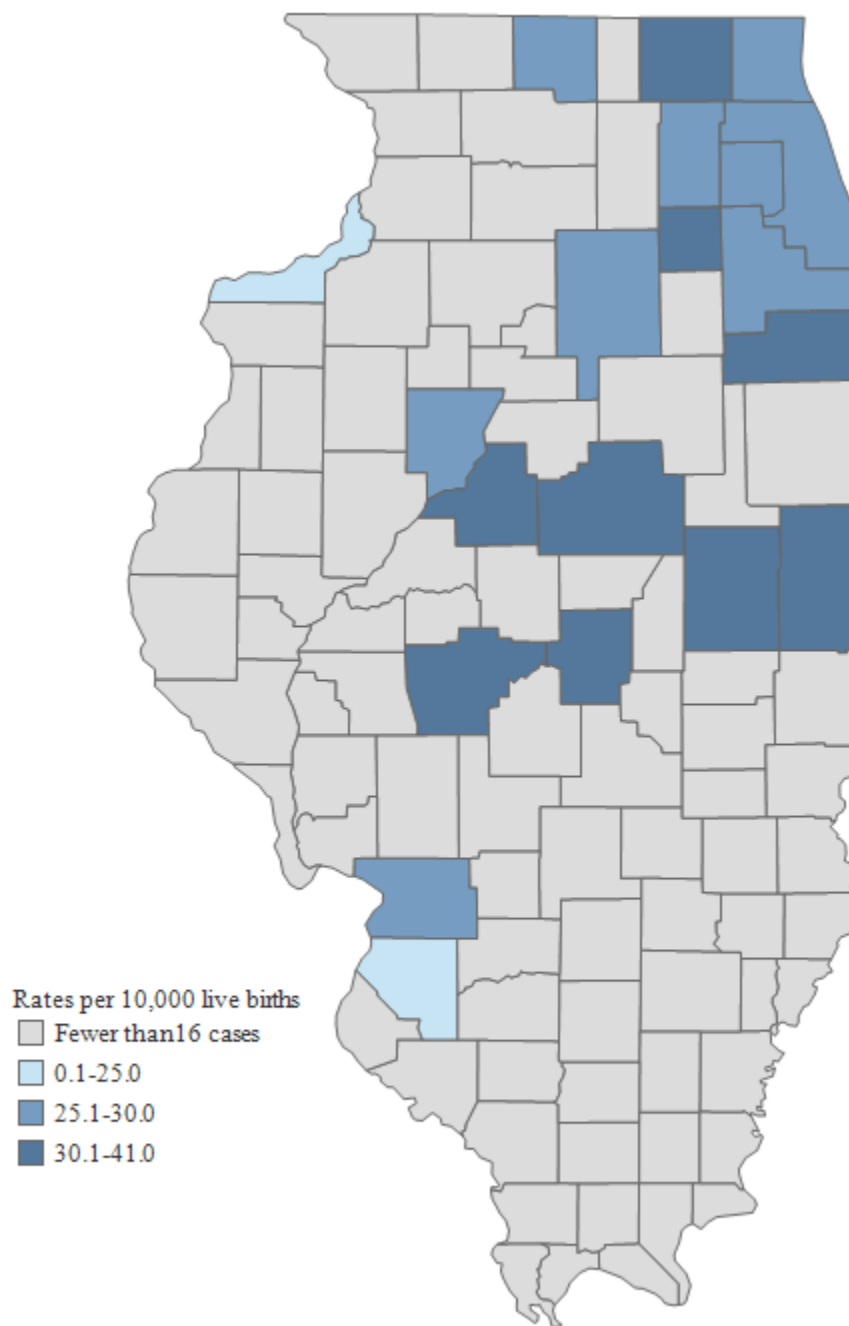 Rates per 10,000 live births
Fewer than16 cases
0.1-25.0
25.1-30.0
30.1-41.0